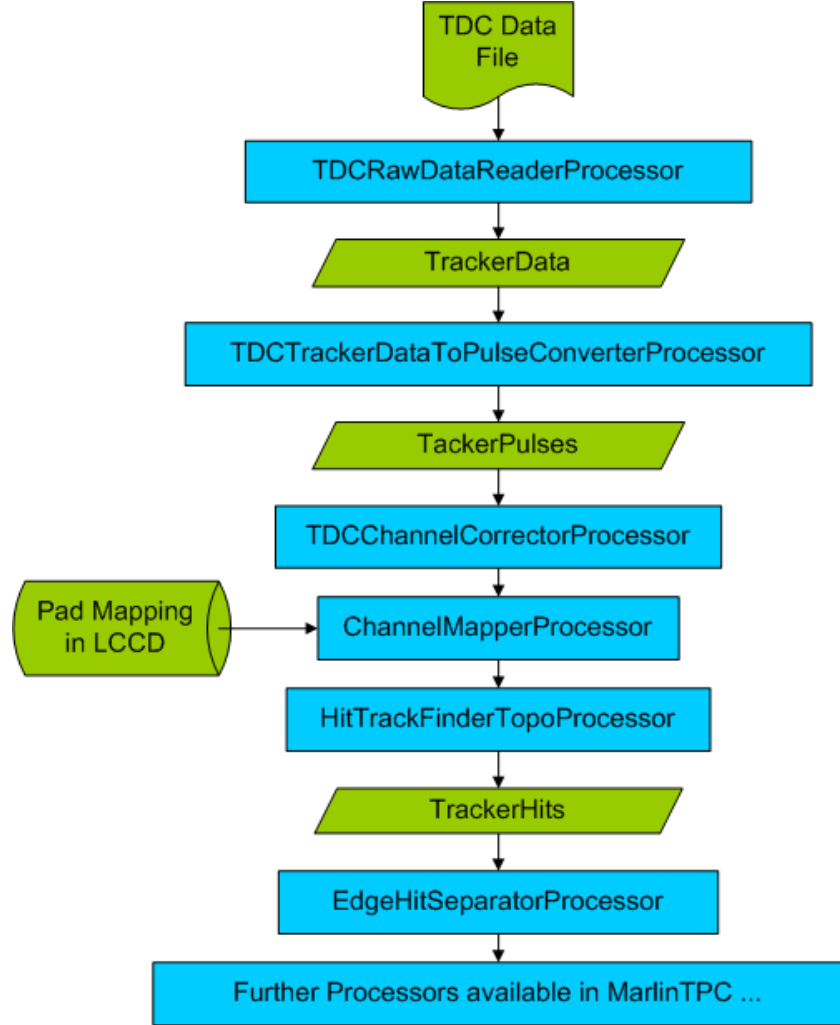 TDC Data
File
TDCRawDataReaderProcessor
TrackerData
TDCTrackerDataToPulseConverterProcessor
TackerPulses
TDCChannelCorrectorProcessor
Pad Mapping
in LCCD
ChannelMapperProcessor
HitTrackFinderTopoProcessor
TrackerHits
EdgeHitSeparatorProcessor
Further Processors available in MarlinTPC ...